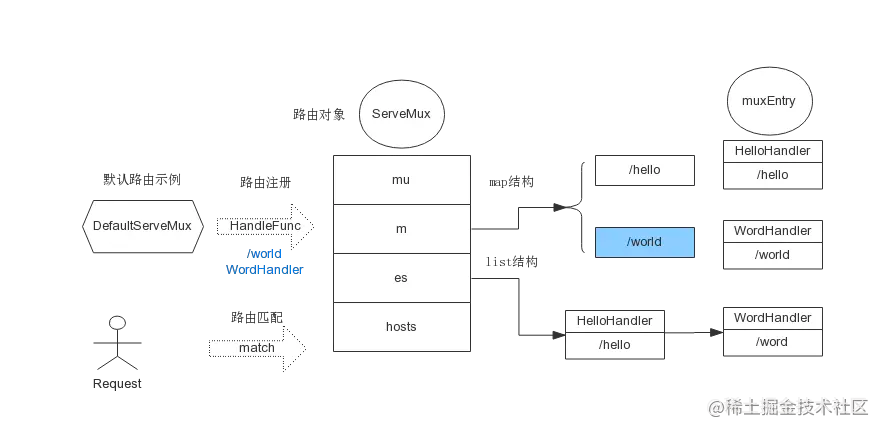 路由对象
ServeMux
muxEntry
默认路由示例
DefaultServeMux
路由注册
HandleFunc
/world
WordHandler
mu
m
es
hosts
map结构
/hello
/world
HelloHandler
/hello
WordHandler
/world
list结构
HelloHandler
/hello
WordHandler
/word
路由匹配
match
Request
@稀土掘金技术社区